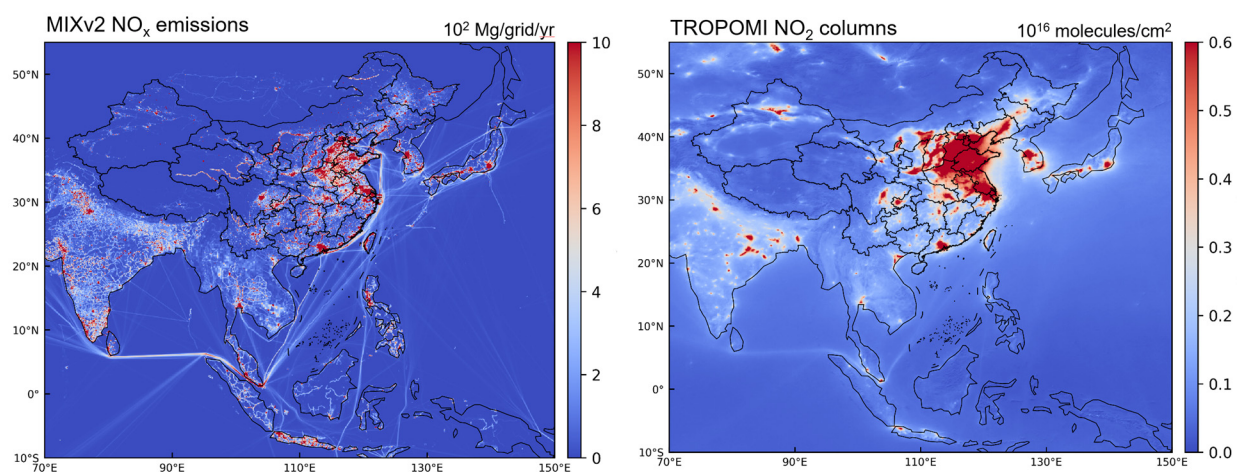 MIXv2 NOₓ emissions
10² Mg/grid/yr
50°N
40°N
30°N
20°N
10°N
0°
10°S
70°E
90°E
110°E
130°E
150°E
10
8
6
4
2
0
TROPOMI NO₂ columns
10¹⁶ molecules/cm²
50°N
40°N
30°N
20°N
10°N
0°
10°S
70°E
90°E
110°E
130°E
150°E
0.6
0.5
0.4
0.3
0.2
0.1
0.0